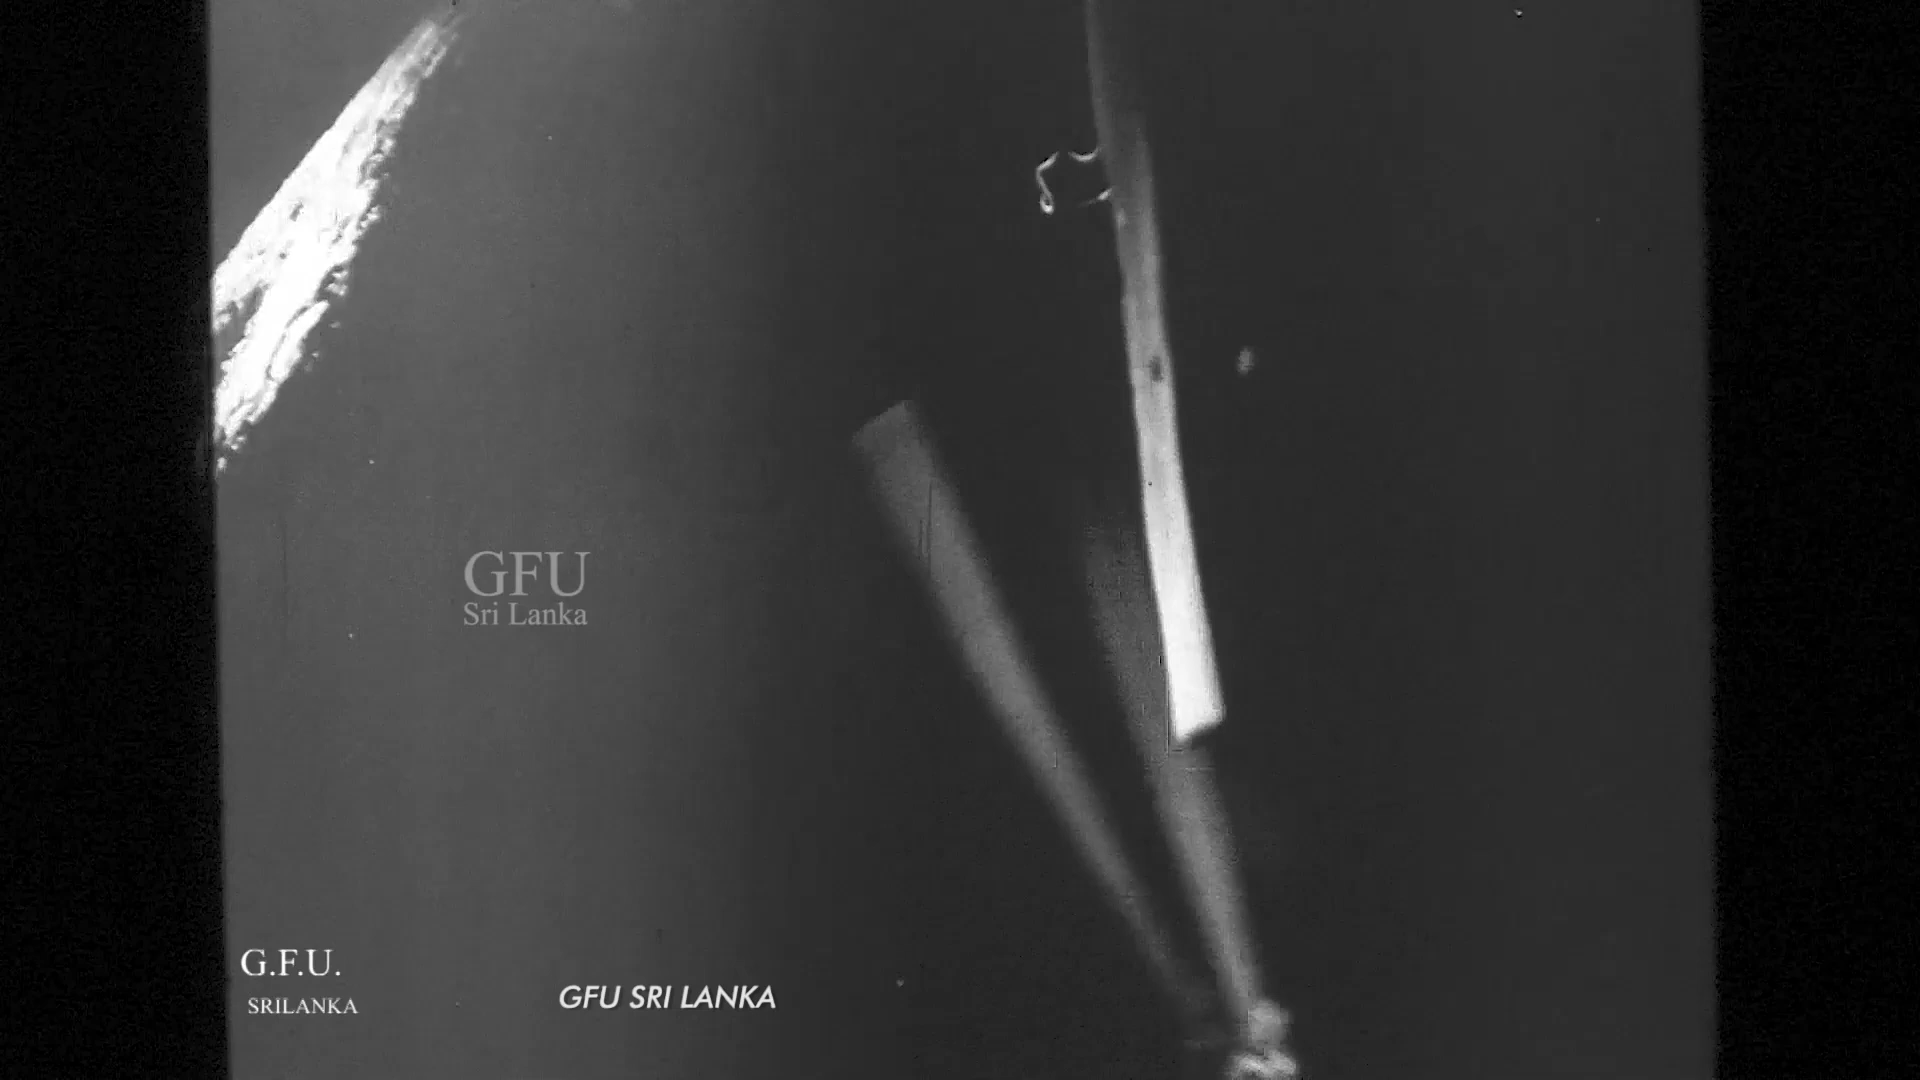 GFU
Sri Lanka
G.F.U.
SRILANKA
GFU SRI LANKA